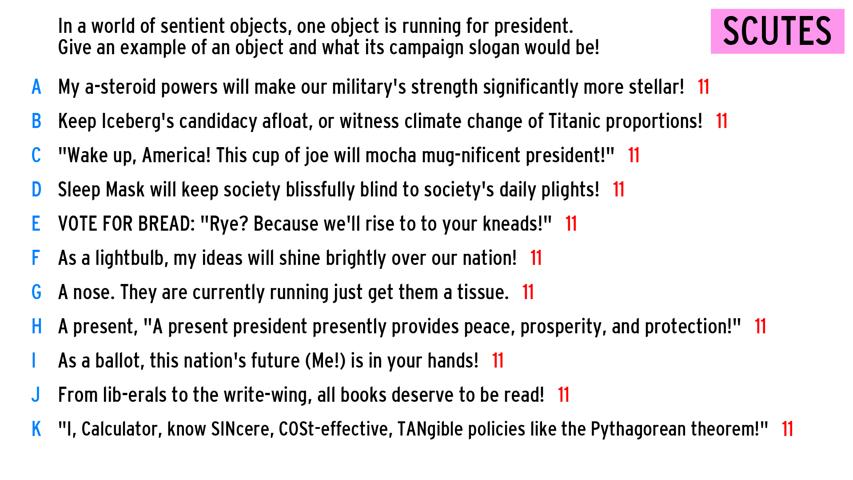 In a world of sentient objects, one object is running for president.
Give an example of an object and what its campaign slogan would be!
SCUTES
A My a-steroid powers will make our military's strength significantly more stellar! 11
B Keep Iceberg's candidacy afloat, or witness climate change of Titanic proportions! 11
C "Wake up, America! This cup of joe will mocha mug-nificent president!" 11
D Sleep Mask will keep society blissfully blind to society's daily plights! 11
E VOTE FOR BREAD: "Rye? Because we'll rise to to your kneads!" 11
F As a lightbulb, my ideas will shine brightly over our nation! 11
G A nose. They are currently running just get them a tissue. 11
H A present, "A present president presently provides peace, prosperity, and protection!" 11
I As a ballot, this nation's future (Me!) is in your hands! 11
J From lib-erals to the write-wing, all books deserve to be read! 11
K "I, Calculator, know SINcere, COSt-effective, TANgible policies like the Pythagorean theorem!" 11